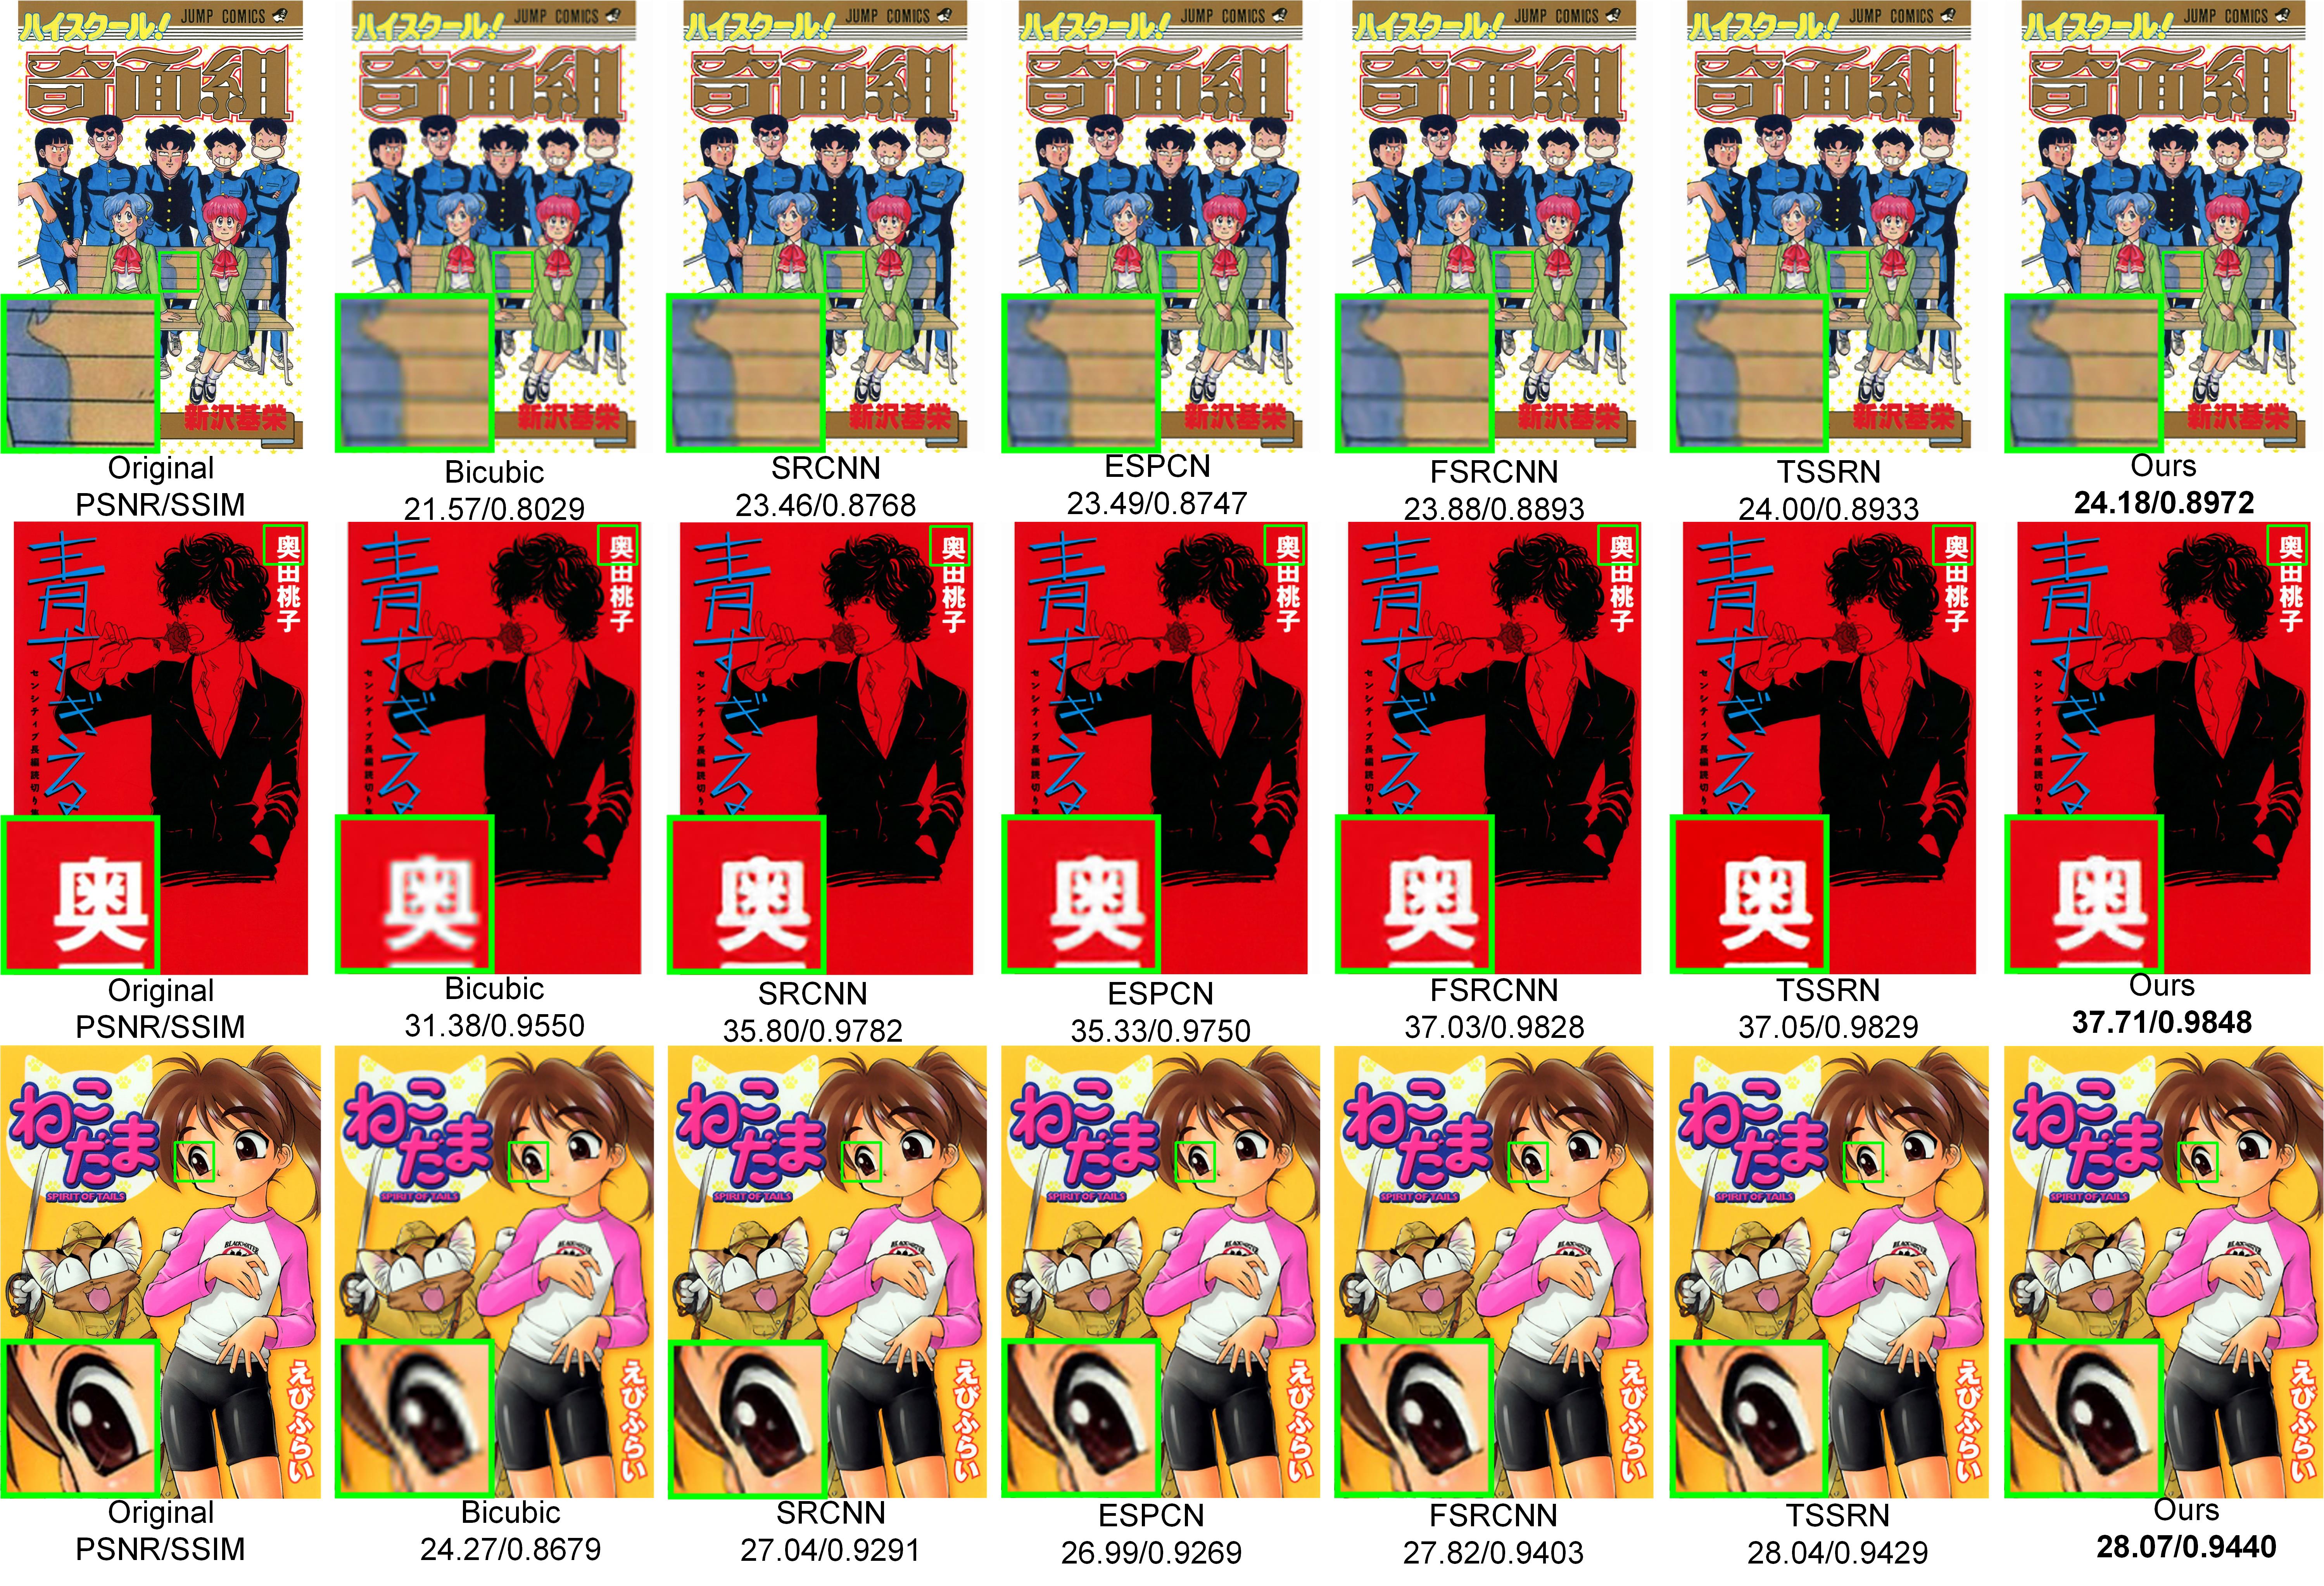 ハイスクール! JUMP COMICS
奇面組
新沢基栄
ハイスクール! JUMP COMICS
奇面組
新沢基栄
ハイスクール! JUMP COMICS
奇面組
新沢基栄
ハイスクール! JUMP COMICS
奇面組
新沢基栄
ハイスクール! JUMP COMICS
奇面組
新沢基栄
ハイスクール! JUMP COMICS
奇面組
新沢基栄
ハイスクール! JUMP COMICS
奇面組
新沢基栄
Original
PSNR/SSIM
Bicubic
21.57/0.8029
SRCNN
23.46/0.8768
ESPCN
23.49/0.8747
FSRCNN
23.88/0.8893
TSSRN
24.00/0.8933
Ours
24.18/0.8972
奥田桃子
青すぎる
センシティブ長編読切り
奥
奥田桃子
青すぎる
センシティブ長編読切り
奥
奥田桃子
青すぎる
センシティブ長編読切り
奥
奥田桃子
青すぎる
センシティブ長編読切り
奥
奥田桃子
青すぎる
センシティブ長編読切り
奥
奥田桃子
青すぎる
センシティブ長編読切り
奥
奥田桃子
青すぎる
センシティブ長編読切り
奥
Original
PSNR/SSIM
Bicubic
31.38/0.9550
SRCNN
35.80/0.9782
ESPCN
35.33/0.9750
FSRCNN
37.03/0.9828
TSSRN
37.05/0.9829
Ours
37.71/0.9848
ねこだま
SPIRIT OF TAILS
えびふらい
ねこだま
SPIRIT OF TAILS
えびふらい
ねこだま
SPIRIT OF TAILS
えびふらい
ねこだま
SPIRIT OF TAILS
えびふらい
ねこだま
SPIRIT OF TAILS
えびふらい
ねこだま
SPIRIT OF TAILS
えびふらい
ねこだま
SPIRIT OF TAILS
えびふらい
Original
PSNR/SSIM
Bicubic
24.27/0.8679
SRCNN
27.04/0.9291
ESPCN
26.99/0.9269
FSRCNN
27.82/0.9403
TSSRN
28.04/0.9429
Ours
28.07/0.9440